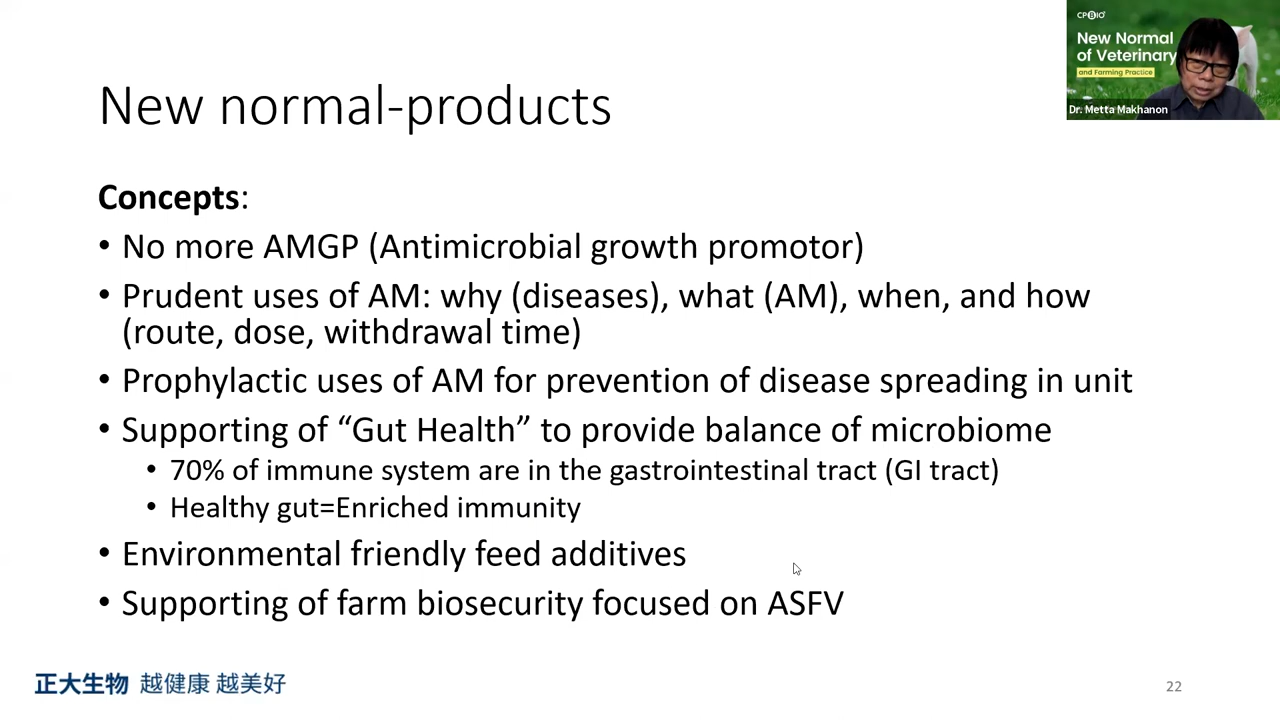 CPBIO
New Normal
of Veterinary
and Farming Practice
Dr. Metta Makhanon
New normal-products
Concepts:
• No more AMGP (Antimicrobial growth promotor)
• Prudent uses of AM: why (diseases), what (AM), when, and how
(route, dose, withdrawal time)
• Prophylactic uses of AM for prevention of disease spreading in unit
• Supporting of “Gut Health” to provide balance of microbiome
• 70% of immune system are in the gastrointestinal tract (GI tract)
• Healthy gut=Enriched immunity
• Environmental friendly feed additives
• Supporting of farm biosecurity focused on ASFV
正大生物 越健康 越美好
22